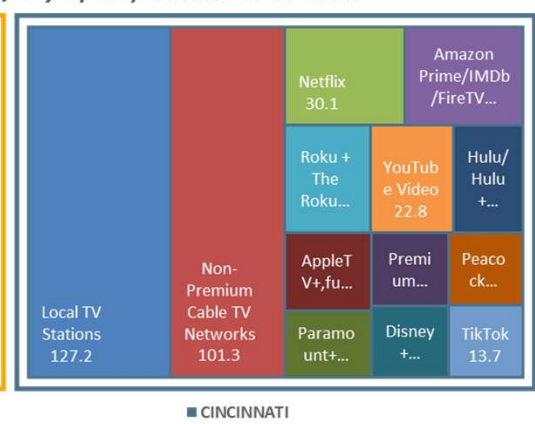 Netflix
30.1
Amazon
Prime/IMDb
/FireTV...
Roku +
The
Roku...
YouTub
e Video
22.8
Hulu/
Hulu
+...
Local TV
Stations
127.2
Non-
Premium
Cable TV
Networks
101.3
AppleT
V+,fu...
Premi
um...
Peaco
ck...
Paramo
unt+...
Disney
+...
TikTok
13.7
CINCINNATI